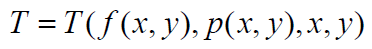 T = T(f(x, y), p(x, y), x, y)